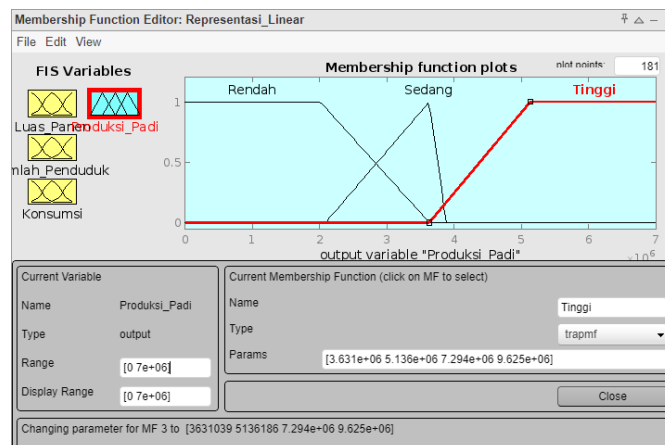 Membership Function Editor: Representasi_Linear
File Edit View
FIS Variables
Membership function plots
plot points:
181
Luas_Panen
Produksi_Padi
mlah_Penduduk
Konsumsi
Rendah
Sedang
Tinggi
1
0.5
0
0 1 2 3 4 5 6 7
×10^6
output variable "Produksi Padi"
Current Variable
Name Produksi_Padi
Type output
Range [0 7e+06]
Display Range [0 7e+06]
Current Membership Function (click on MF to select)
Name Tinggi
Type trapmf
Params [3.631e+06 5.136e+06 7.294e+06 9.625e+06]
Close
Changing parameter for MF 3 to [3631039 5136186 7.294e+06 9.625e+06]